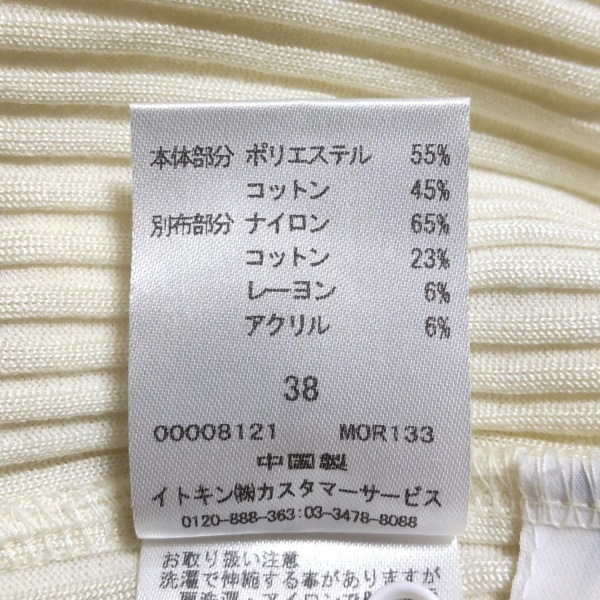 本体部分 ポリエステル 55%
コットン 45%
別布部分 ナイロン 65%
コットン 23%
レーヨン 6%
アクリル 6%
38
00008121 MOR133
中国製
イトキン㈱カスタマーサービス
0120-888-363:03-3478-8088
お取り扱い注意
洗濯で伸縮する事がありますが